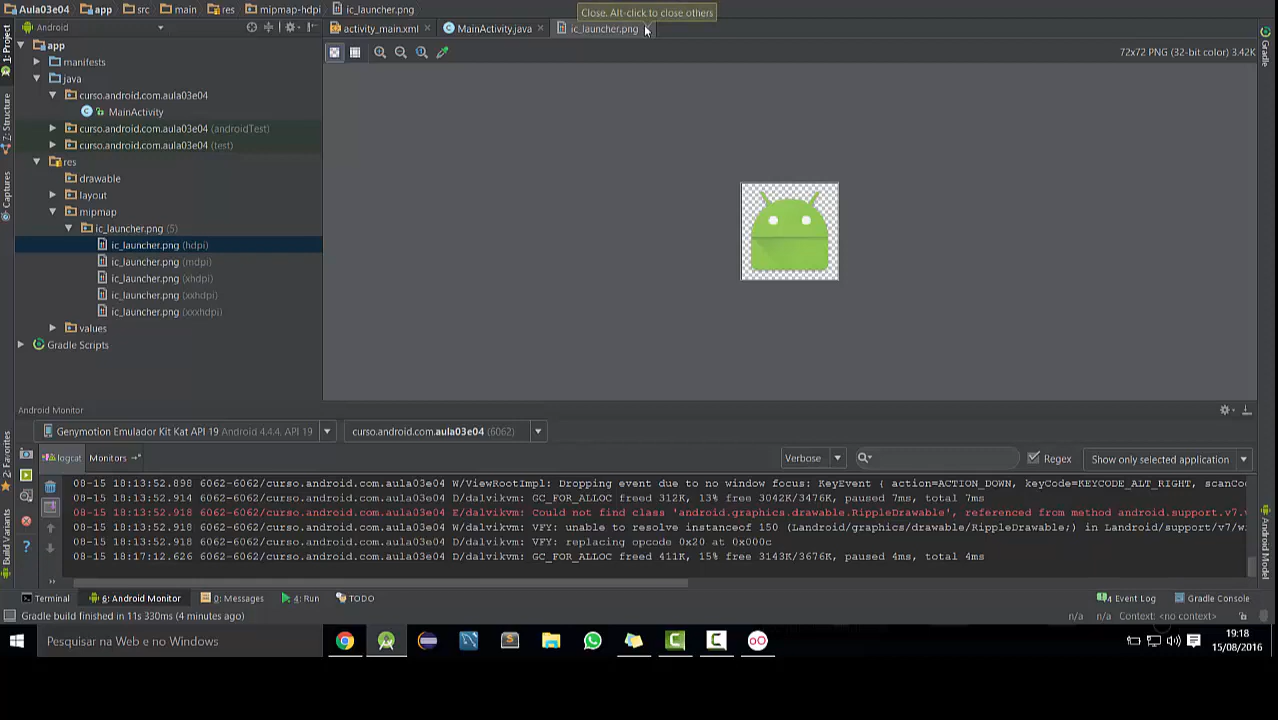 Aula03e04 app src main res mipmap-hdpi ic_launcher.png
Close. Alt-click to close others
Android
activity_main.xml MainActivity.java ic_launcher.png
72x72 PNG (32-bit color) 3.42K
1: Project
Z: Structure
Captures
2: Favorites
Build Variants
app
manifests
java
curso.android.com.aula03e04
MainActivity
curso.android.com.aula03e04 (androidTest)
curso.android.com.aula03e04 (test)
res
drawable
layout
mipmap
ic_launcher.png (5)
ic_launcher.png (hdpi)
ic_launcher.png (mdpi)
ic_launcher.png (xhdpi)
ic_launcher.png (xxhdpi)
ic_launcher.png (xxxhdpi)
values
Gradle Scripts
Gradle
Android Model
Android Monitor
Genymotion Emulador Kit Kat API 19 Android 4.4.4, API 19 curso.android.com.aula03e04 (6062)
logcat Monitors Verbose Regex Show only selected application
08-15 18:13:52.898 6062-6062/curso.android.com.aula03e04 W/ViewRootImpl: Dropping event due to no window focus: KeyEvent { action=ACTION_DOWN, keyCode=KEYCODE_ALT_RIGHT, scanCo
08-15 18:13:52.914 6062-6062/curso.android.com.aula03e04 D/dalvikvm: GC_FOR_ALLOC freed 312K, 13% free 3042K/3476K, paused 7ms, total 7ms
08-15 18:13:52.918 6062-6062/curso.android.com.aula03e04 E/dalvikvm: Could not find class 'android.graphics.drawable.RippleDrawable', referenced from method android.support.v7.
08-15 18:13:52.918 6062-6062/curso.android.com.aula03e04 W/dalvikvm: VFY: unable to resolve instanceof 150 (Landroid/graphics/drawable/RippleDrawable;) in Landroid/support/v7/
08-15 18:13:52.918 6062-6062/curso.android.com.aula03e04 D/dalvikvm: VFY: replacing opcode 0x20 at 0x000c
08-15 18:17:12.626 6062-6062/curso.android.com.aula03e04 D/dalvikvm: GC_FOR_ALLOC freed 411K, 15% free 3143K/3676K, paused 4ms, total 4ms
Terminal 6: Android Monitor 0: Messages 4: Run TODO 4 Event Log Gradle Console
Gradle build finished in 11s 330ms (4 minutes ago) n/a n/a Context: <no context>
Pesquisar na Web e no Windows
19:18
15/08/2016